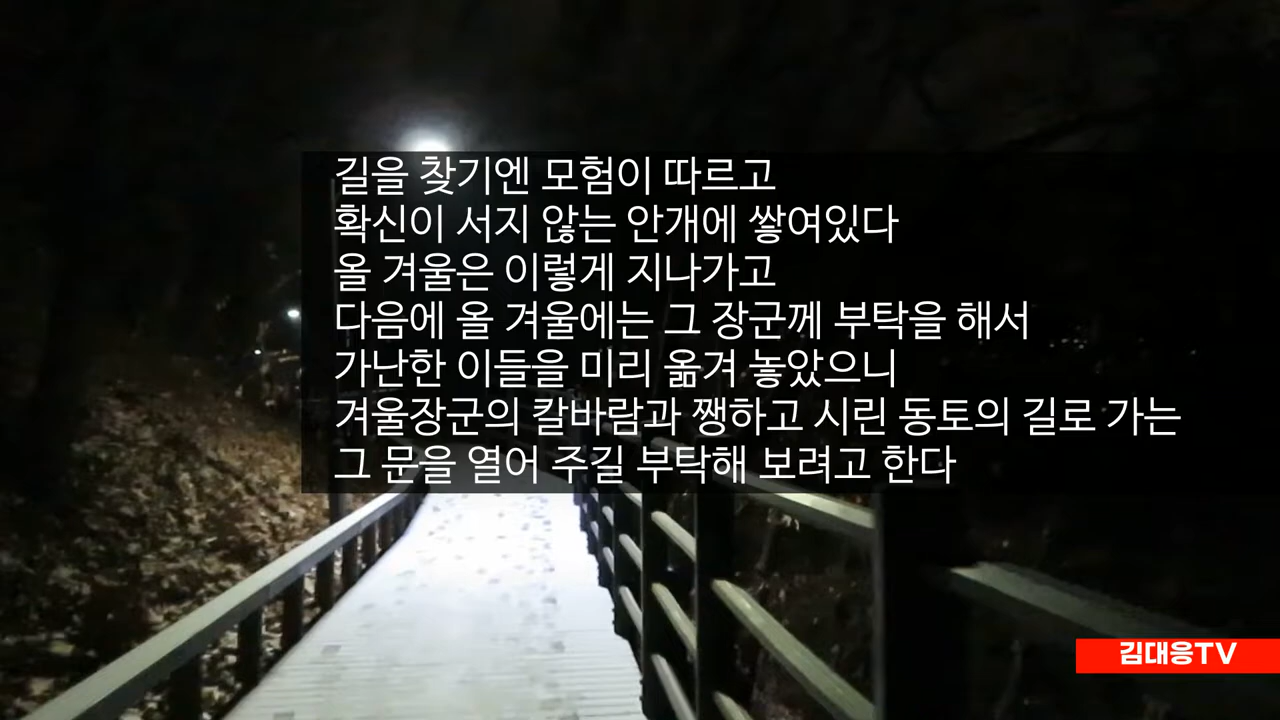 길을 찾기엔 모험이 따르고
확신이 서지 않는 안개에 쌓여있다
올 겨울은 이렇게 지나가고
다음에 올 겨울에는 그 장군께 부탁을 해서
가난한 이들을 미리 옮겨 놓았으니
겨울장군의 칼바람과 쨍하고 시린 동토의 길로 가는
그 문을 열어 주길 부탁해 보려고 한다
김대응TV